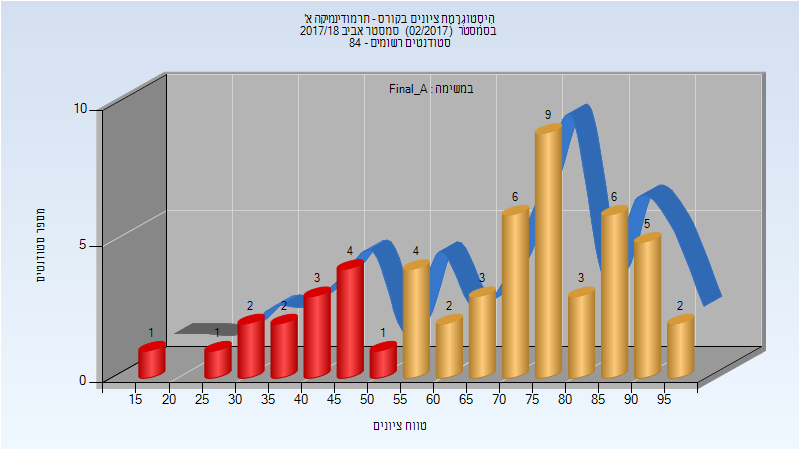 היסטוגרמת ציונים בקורס - תרמודינמיקה א'
בסמסטר (02/2017) סמסטר אביב 2017/18
סטודנטים רשומים - 84
במשימה : Final_A
מספר סטודנטים
10
5
0
1
1
2
2
3
4
1
4
2
3
6
9
3
6
5
2
15 20 25 30 35 40 45 50 55 60 65 70 75 80 85 90 95
טווח ציונים